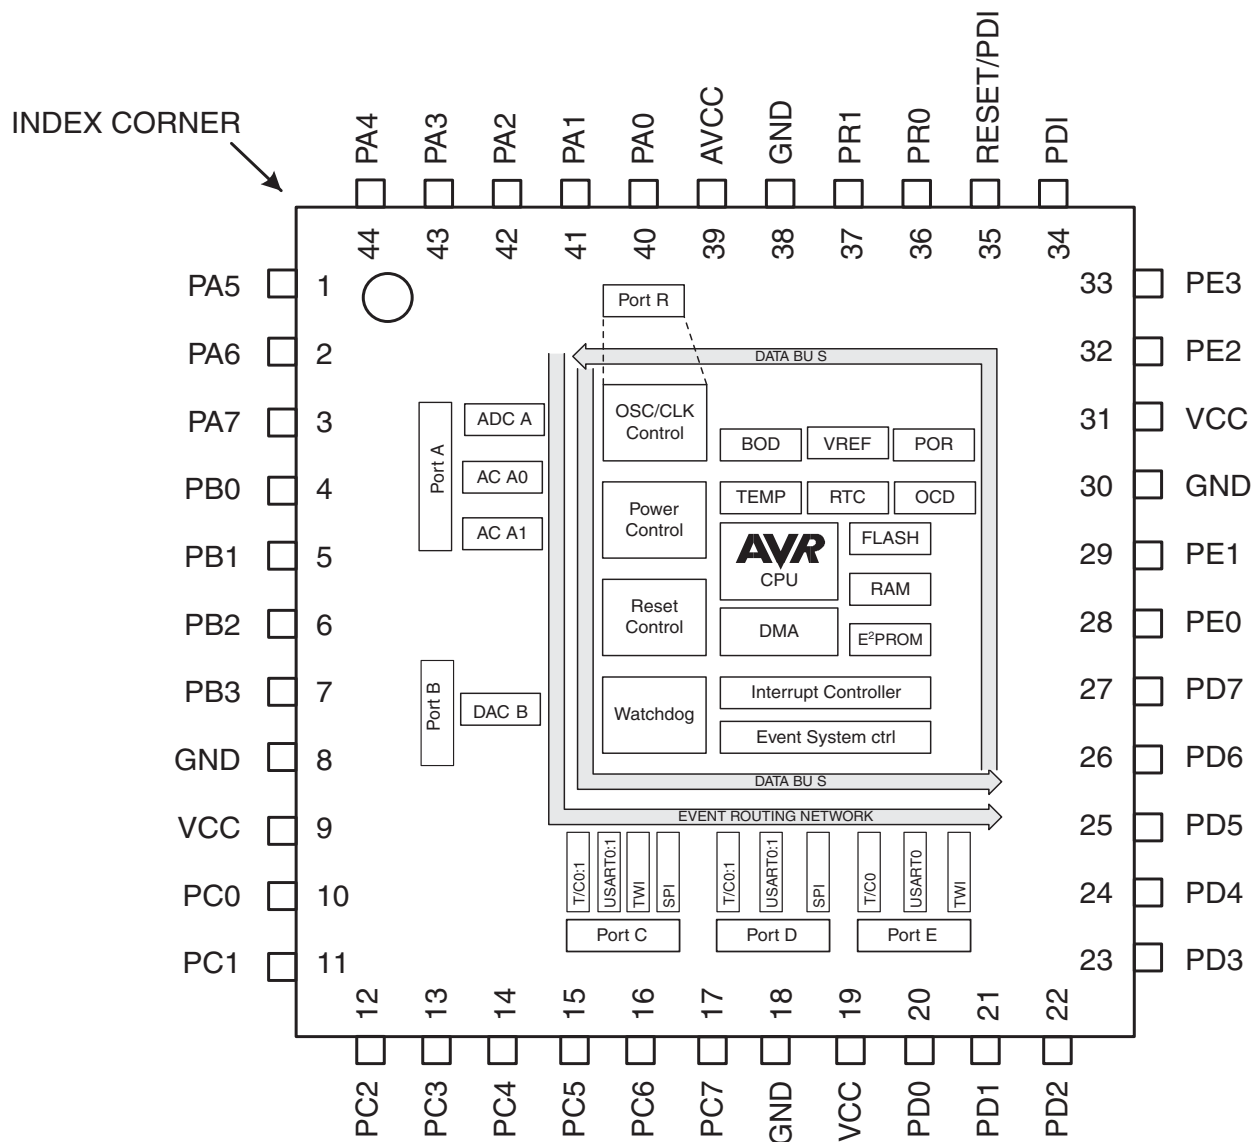 INDEX CORNER
PA4
PA3
PA2
PA1
PA0
AVCC
GND
PR1
PR0
RESET/PDI
PDI
44
43
42
41
40
39
38
37
36
35
34
PA5 1
PA6 2
PA7 3
PB0 4
PB1 5
PB2 6
PB3 7
GND 8
VCC 9
PC0 10
PC1 11
33 PE3
32 PE2
31 VCC
30 GND
29 PE1
28 PE0
27 PD7
26 PD6
25 PD5
24 PD4
23 PD3
Port R
DATA BU S
OSC/CLK
Control
BOD
VREF
POR
Port A
ADC A
AC A0
AC A1
Power
Control
TEMP
RTC
OCD
AVR
CPU
FLASH
RAM
E²PROM
Reset
Control
DMA
Port B
DAC B
Watchdog
Interrupt Controller
Event System ctrl
DATA BU S
EVENT ROUTING NETWORK
T/C0:1
USART0:1
TWI
SPI
T/C0:1
USART0:1
SPI
T/C0
USART0
TWI
Port C
Port D
Port E
12
13
14
15
16
17
18
19
20
21
22
PC2
PC3
PC4
PC5
PC6
PC7
GND
VCC
PD0
PD1
PD2